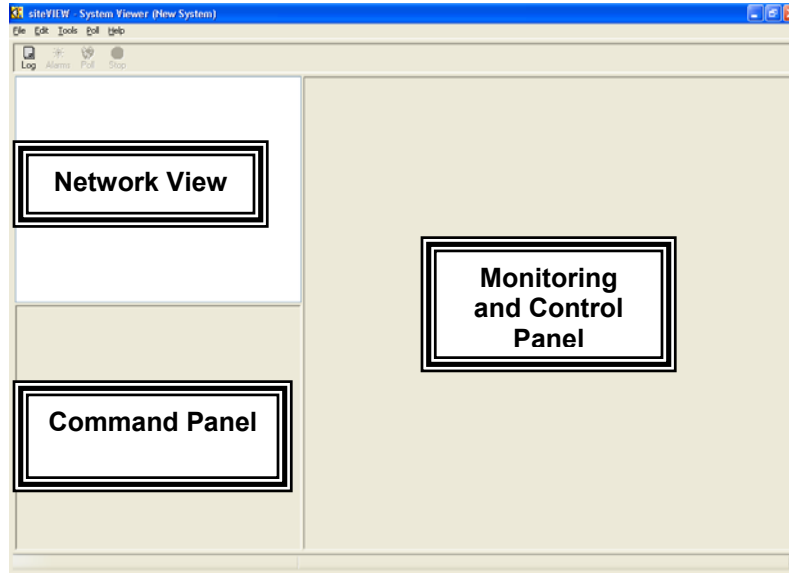 siteVIEW - System Viewer (New System)
File Edit Tools Poll Help
Log Alarms Poll Stop
Network View
Monitoring
and Control
Panel
Command Panel